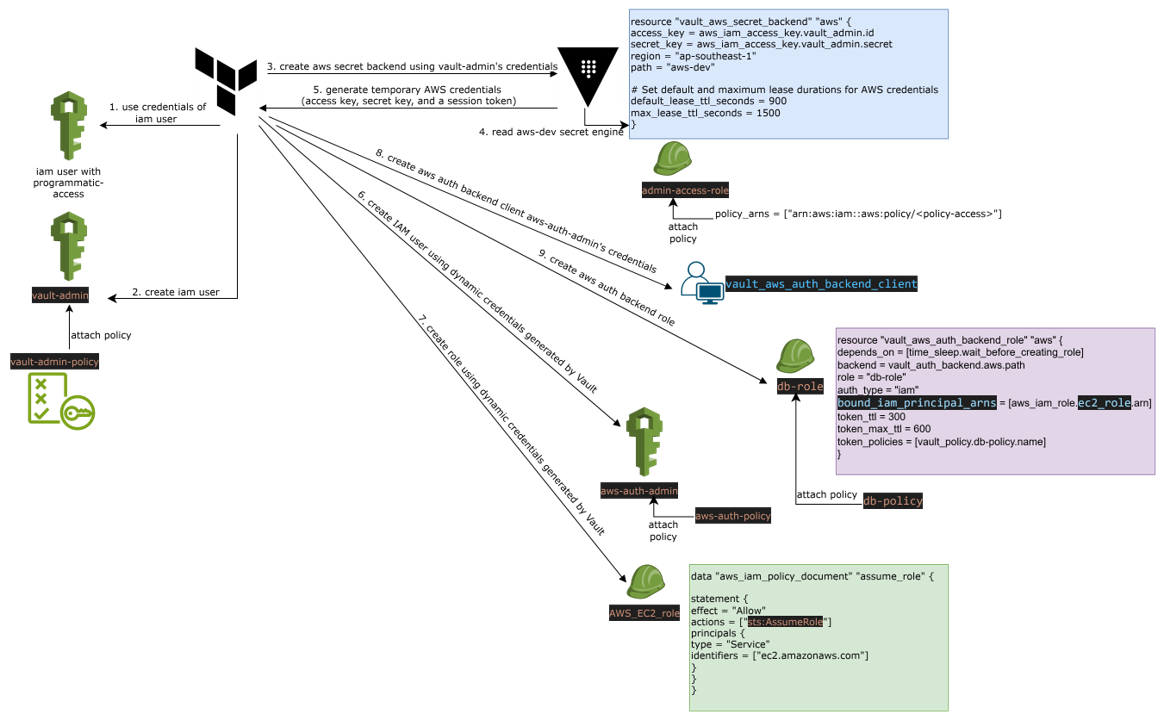 resource "vault_aws_secret_backend" "aws" {
access_key = aws_iam_access_key.vault_admin.id
secret_key = aws_iam_access_key.vault_admin.secret
region = "ap-southeast-1"
path = "aws-dev"
# Set default and maximum lease durations for AWS credentials
default_lease_ttl_seconds = 900
max_lease_ttl_seconds = 1500
}
3. create aws secret backend using vault-admin's credentials
5. generate temporary AWS credentials
(access key, secret key, and a session token)
4. read aws-dev secret engine
1. use credentials of
iam user
iam user with
programmatic-
access
vault-admin
2. create iam user
attach policy
vault-admin-policy
admin-access-role
policy_arns = ["arn:aws:iam::aws:policy/<policy-access>"]
attach
policy
8. create aws auth backend client aws-auth-admin's credentials
6. create IAM user using dynamic credentials generated by Vault
9. create aws auth backend role
7. create role using dynamic credentials generated by Vault
vault_aws_auth_backend_client
resource "vault_aws_auth_backend_role" "aws" {
depends_on = [time_sleep.wait_before_creating_role]
backend = vault_auth_backend.aws.path
role = "db-role"
auth_type = "iam"
bound_iam_principal_arns = [aws_iam_role.ec2_role.arn]
token_ttl = 300
token_max_ttl = 600
token_policies = [vault_policy.db-policy.name]
}
db-role
attach policy
db-policy
aws-auth-admin
aws-auth-policy
attach
policy
AWS_EC2_role
data "aws_iam_policy_document" "assume_role" {
statement {
effect = "Allow"
actions = ["sts:AssumeRole"]
principals {
type = "Service"
identifiers = ["ec2.amazonaws.com"]
}
}
}